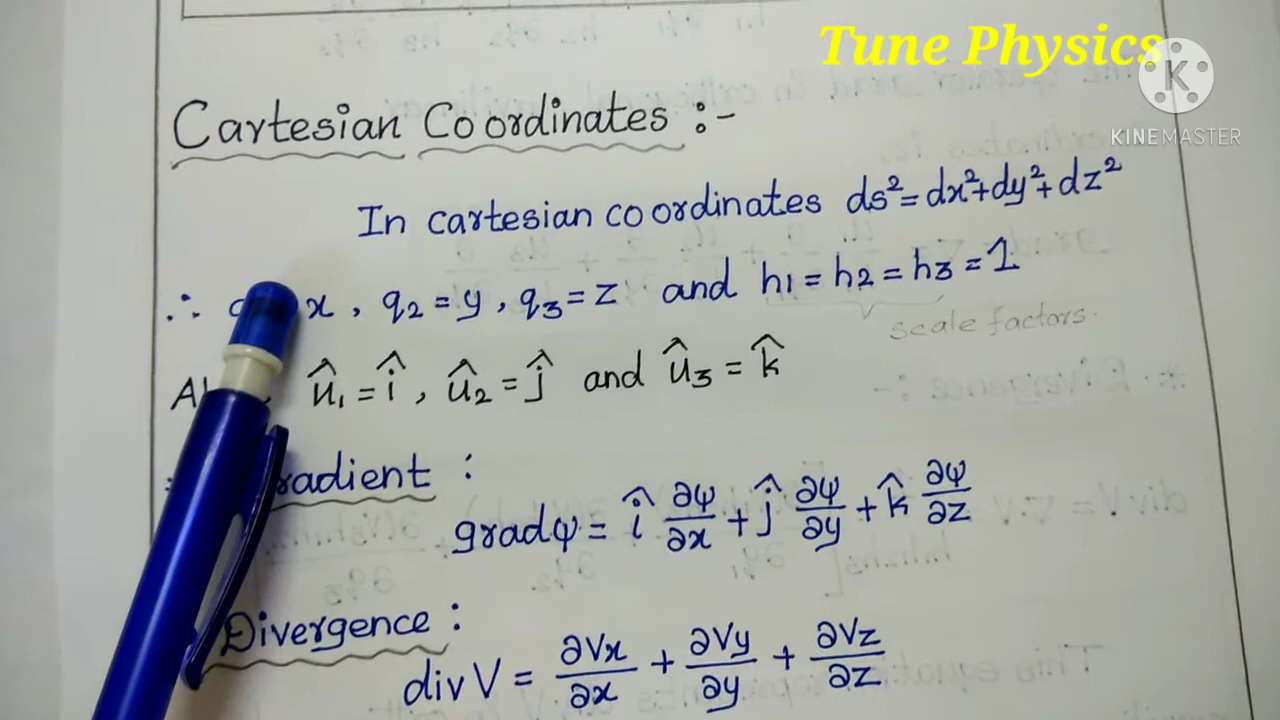 Tune Physics
K
KINEMASTER
Cartesian Coordinates :-
In cartesian coordinates ds² = dx² + dy² + dz²
∴ x , q₂ = y , q₃ = z and h₁ = h₂ = h₃ = 1
scale factors.
û₁ = î , û₂ = ĵ and û₃ = k̂
radient :
grad ψ = î ∂ψ/∂x + ĵ ∂ψ/∂y + k̂ ∂ψ/∂z
Divergence :
div V = ∂Vx/∂x + ∂Vy/∂y + ∂Vz/∂z